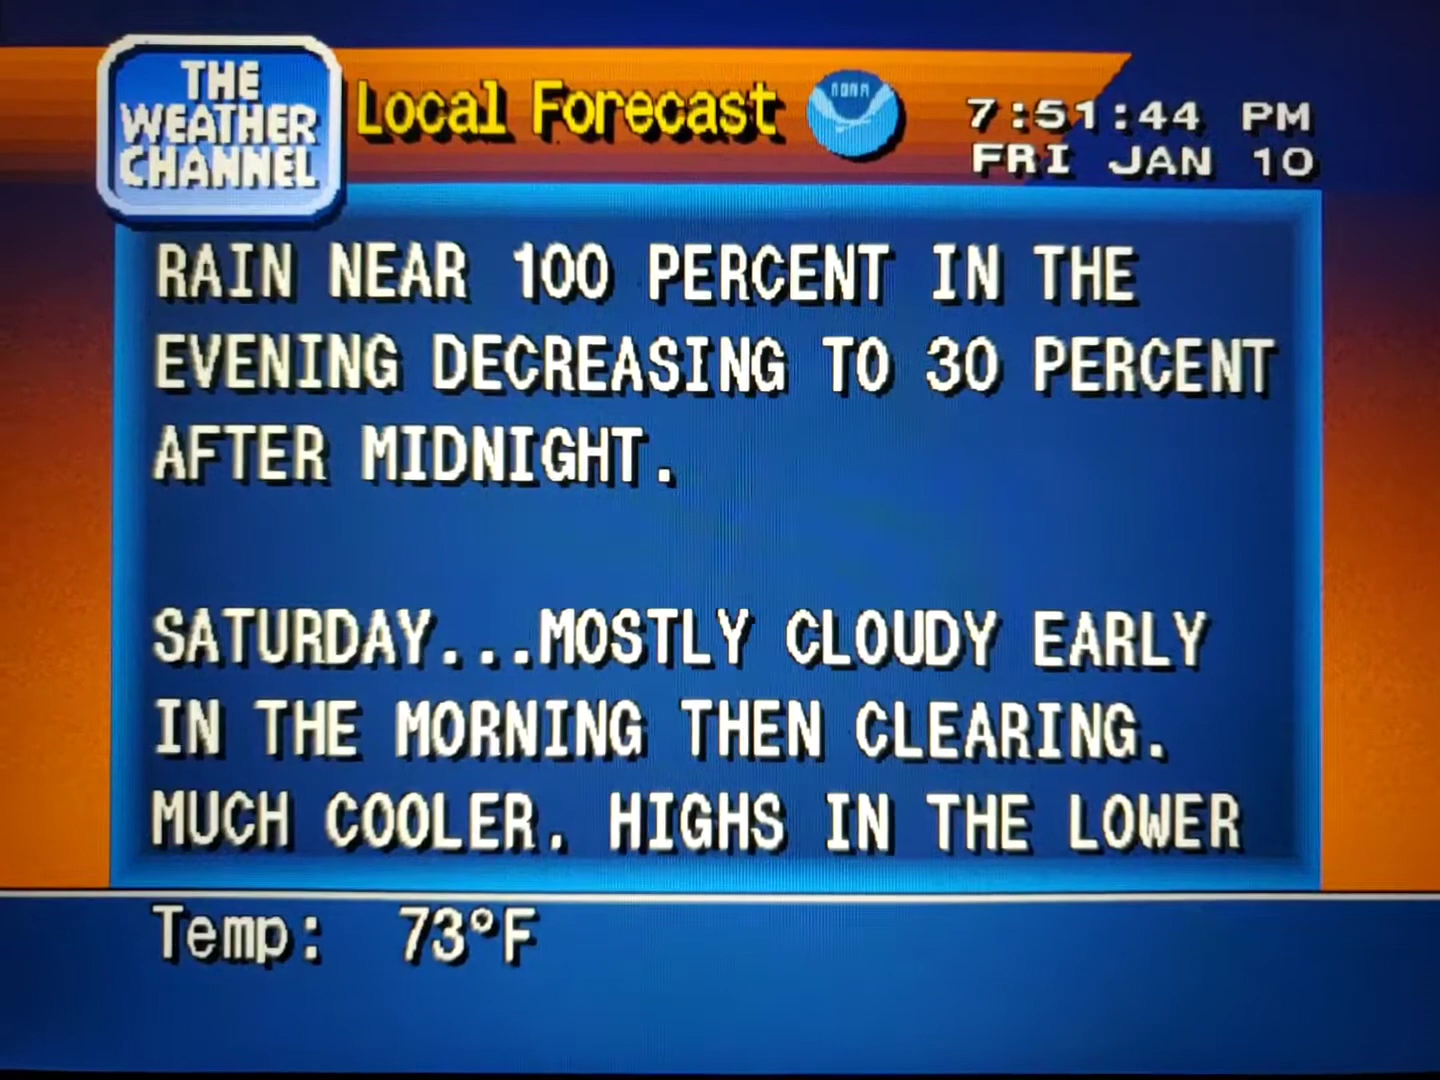 THE
WEATHER
CHANNEL
Local Forecast
NOAA
7:51:44 PM
FRI JAN 10
RAIN NEAR 100 PERCENT IN THE
EVENING DECREASING TO 30 PERCENT
AFTER MIDNIGHT.
SATURDAY...MOSTLY CLOUDY EARLY
IN THE MORNING THEN CLEARING.
MUCH COOLER. HIGHS IN THE LOWER
Temp: 73°F